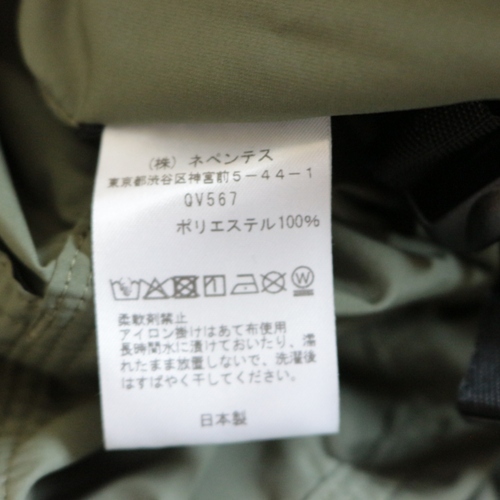 (株) ネペンテス
東京都渋谷区神宮前5-44-1
QV567
ポリエステル100%
柔軟剤禁止
アイロン掛けはあて布使用
長時間水に漬けておいたり、濡
れたまま放置しないで、洗濯後
はすばやく干してください。
日本製